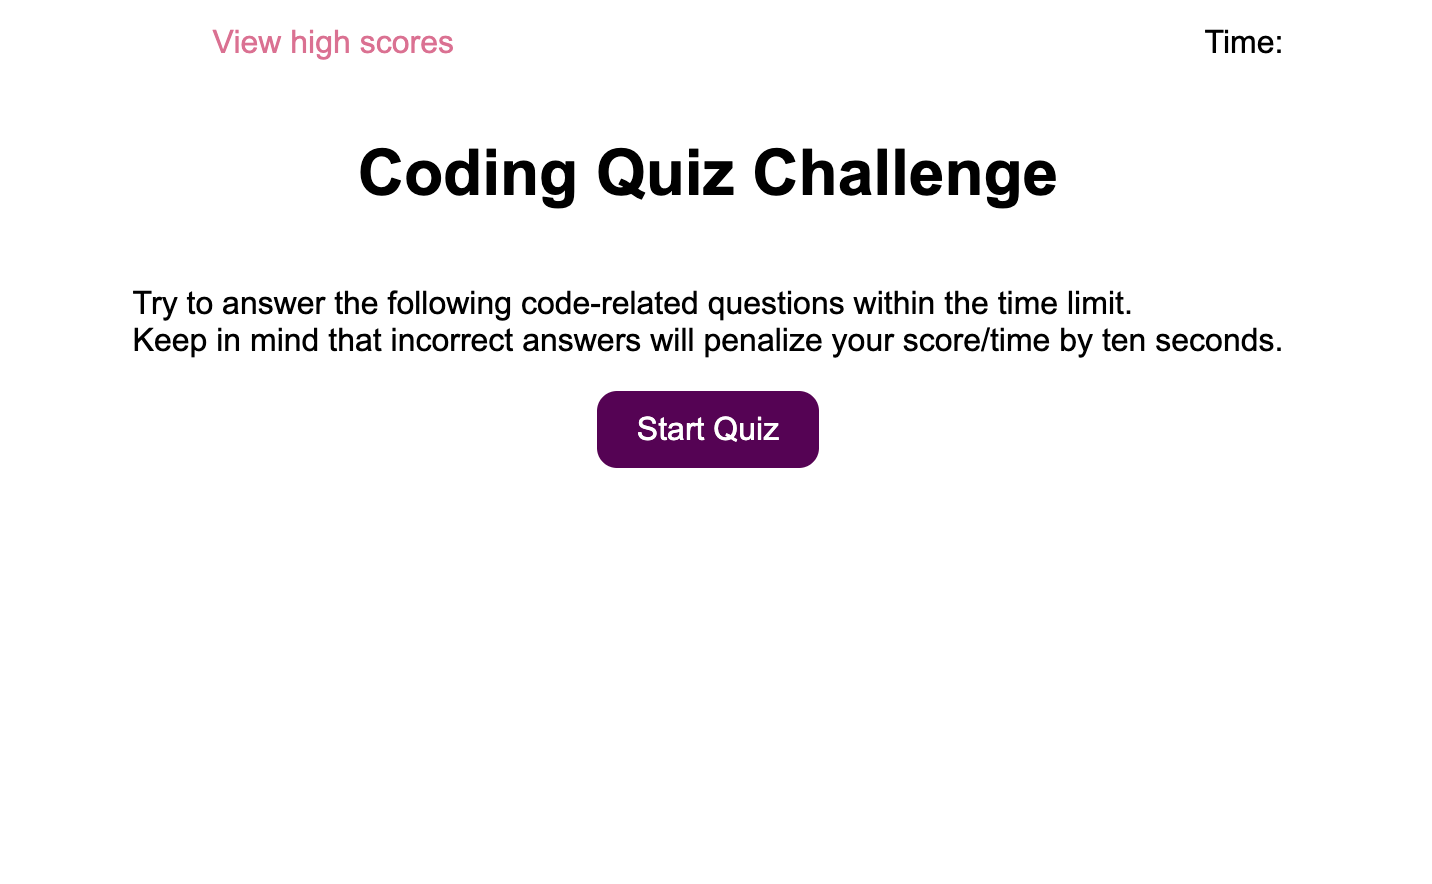 View high scores
Time:
Coding Quiz Challenge
Try to answer the following code-related questions within the time limit.
Keep in mind that incorrect answers will penalize your score/time by ten seconds.
Start Quiz